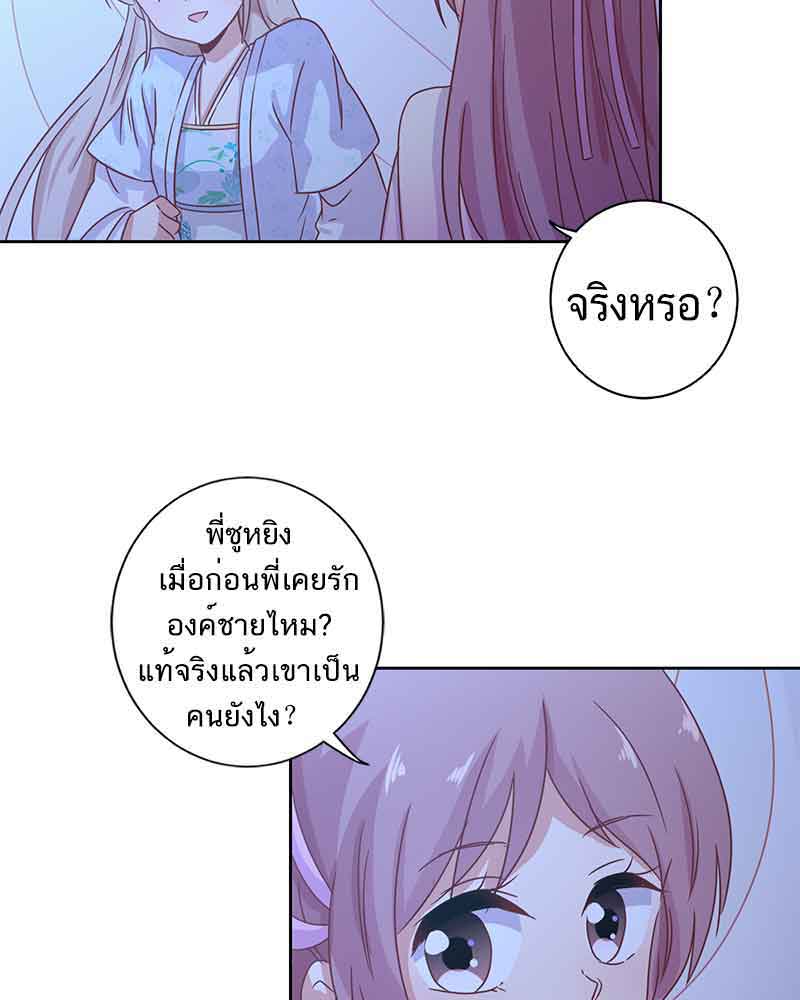 จริงหรอ?
พี่ซูหยิง
เมื่อก่อนพี่เคยรัก
องค์ชายไหม?
แท้จริงแล้วเขาเป็น
คนยังไง?